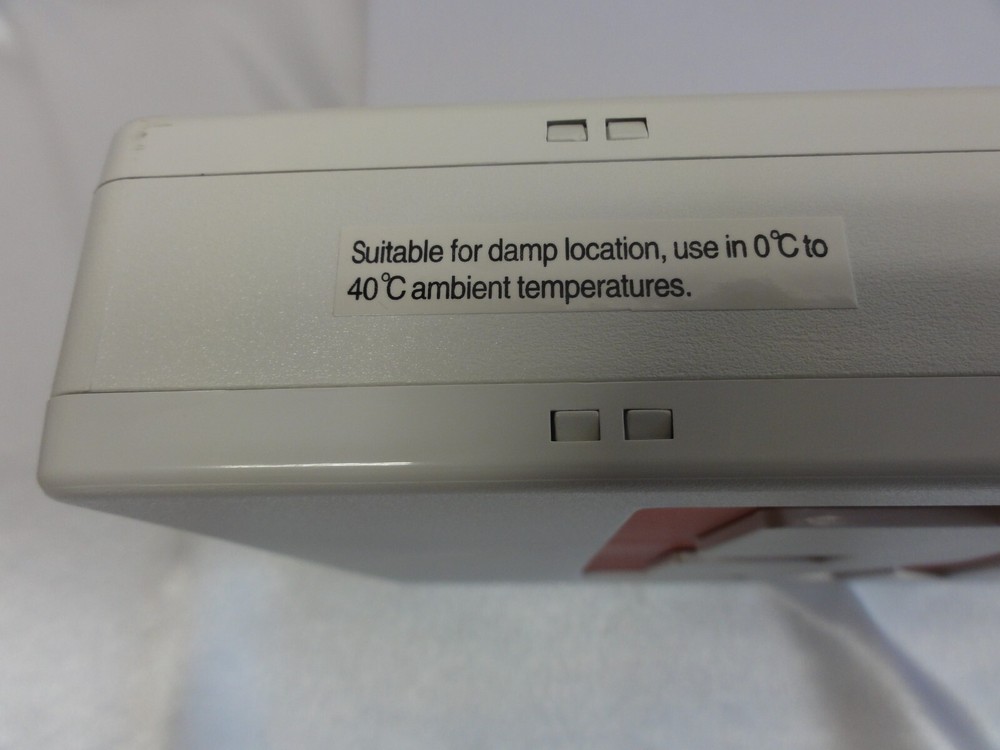 Suitable for damp location, use in 0°C to
40°C ambient temperatures.